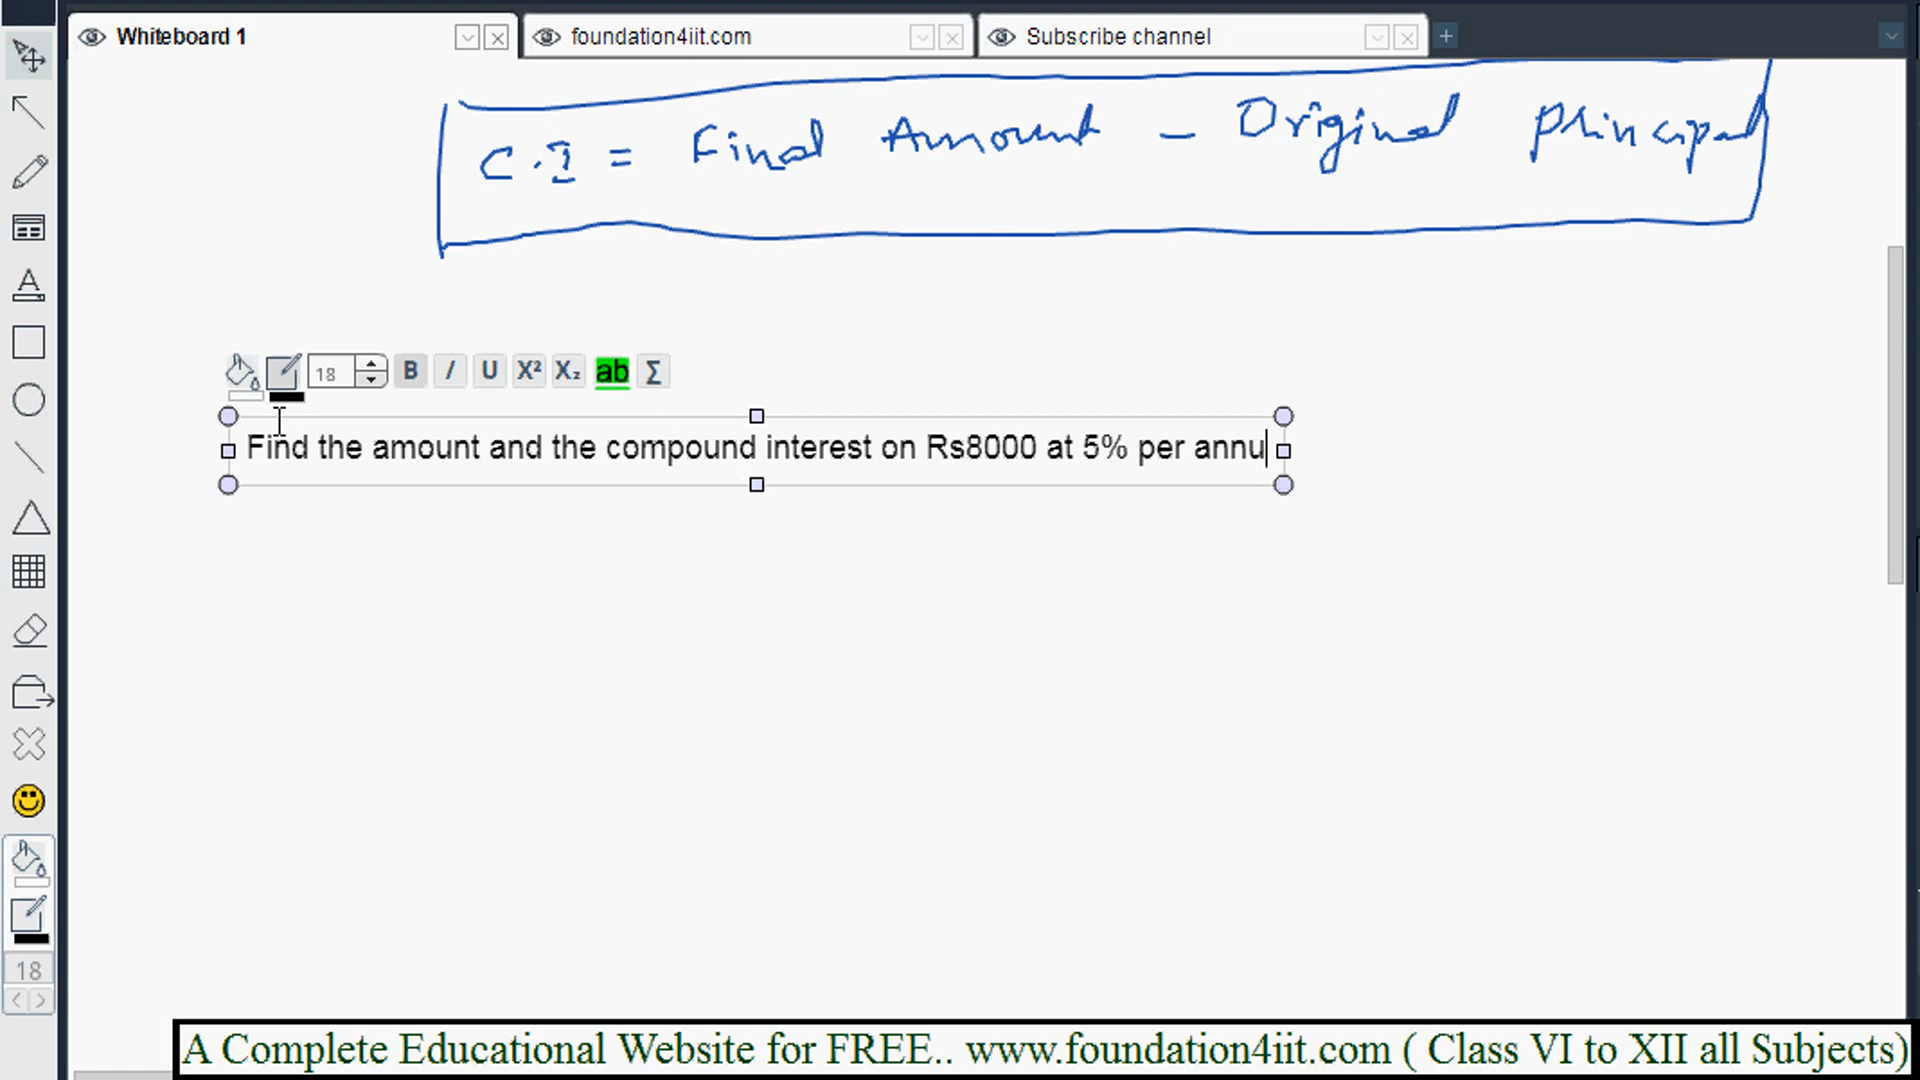 Whiteboard 1 foundation4iit.com Subscribe channel
C.I = Final Amount - Original Principal
18 B I U X² X₂ ab Σ
Find the amount and the compound interest on Rs8000 at 5% per annu
18
A Complete Educational Website for FREE.. www.foundation4iit.com ( Class VI to XII all Subjects)